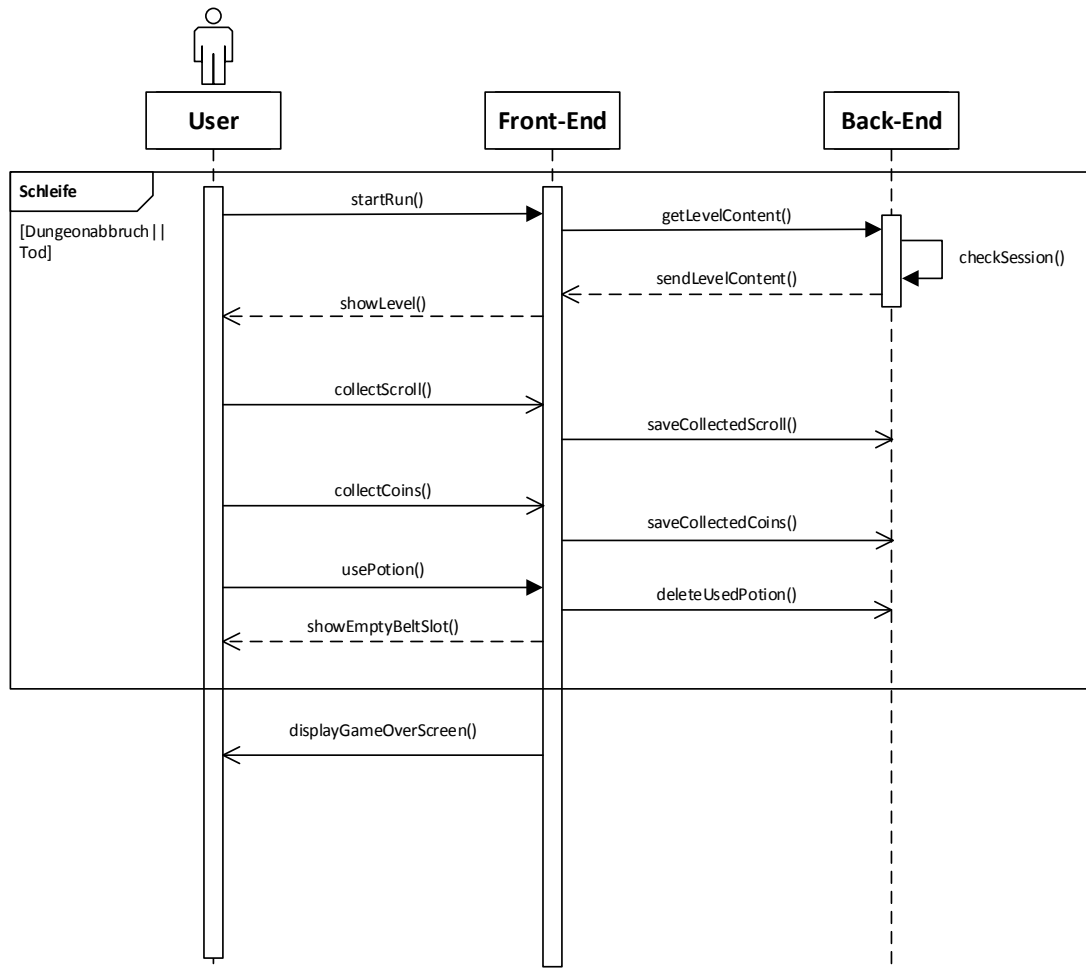 User
Front-End
Back-End
Schleife
[Dungeonabbruch||
Tod]
startRun()
getLevelContent()
checkSession()
sendLevelContent()
showLevel()
collectScroll()
saveCollectedScroll()
collectCoins()
saveCollectedCoins()
usePotion()
deleteUsedPotion()
showEmptyBeltSlot()
displayGameOverScreen()